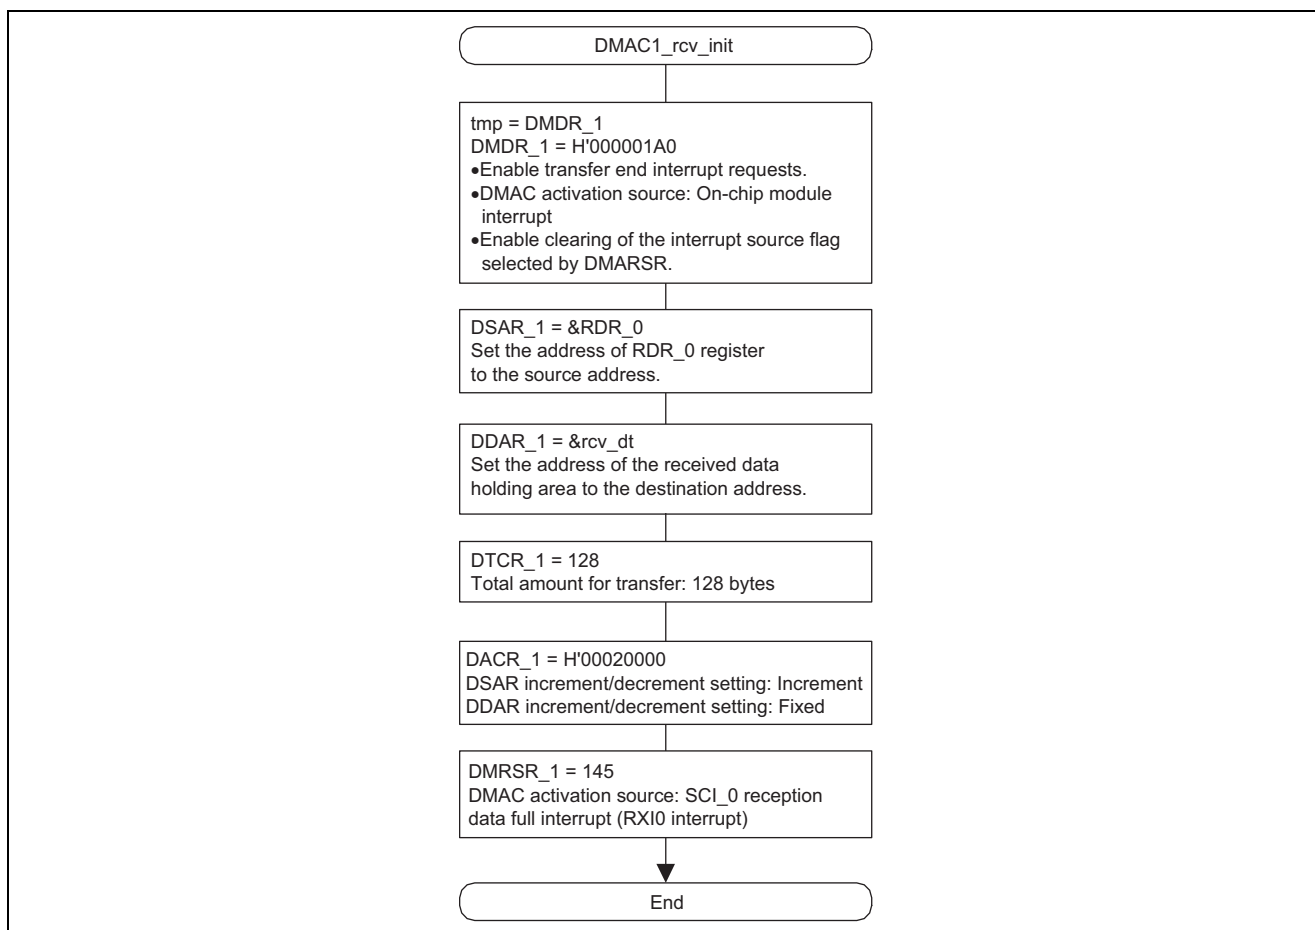 DMAC1_rcv_init
tmp = DMDR_1
DMDR_1 = H'000001A0
•Enable transfer end interrupt requests.
•DMAC activation source: On-chip module
interrupt
•Enable clearing of the interrupt source flag
selected by DMARSR.
DSAR_1 = &RDR_0
Set the address of RDR_0 register
to the source address.
DDAR_1 = &rcv_dt
Set the address of the received data
holding area to the destination address.
DTCR_1 = 128
Total amount for transfer: 128 bytes
DACR_1 = H'00020000
DSAR increment/decrement setting: Increment
DDAR increment/decrement setting: Fixed
DMRSR_1 = 145
DMAC activation source: SCI_0 reception
data full interrupt (RXI0 interrupt)
End